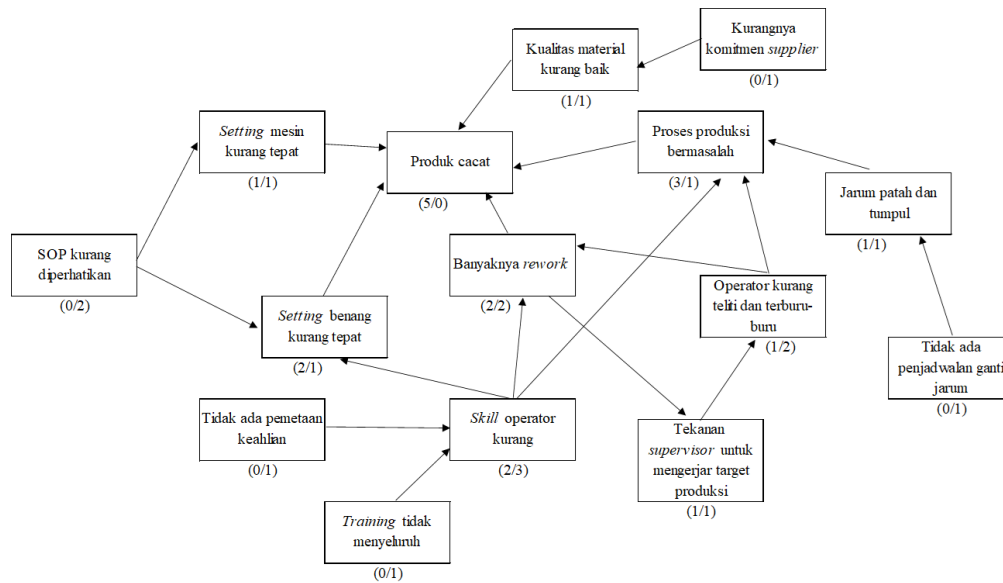 Kurangnya
komitmen supplier
(0/1)
Kualitas material
kurang baik
(1/1)
Setting mesin
kurang tepat
(1/1)
Produk cacat
(5/0)
Proses produksi
bermasalah
(3/1)
Jarum patah dan
tumpul
(1/1)
SOP kurang
diperhatikan
(0/2)
Banyaknya rework
(2/2)
Operator kurang
teliti dan terburu-
buru
(1/2)
Setting benang
kurang tepat
(2/1)
Tidak ada
penjadwalan ganti
jarum
(0/1)
Tidak ada pemetaan
keahlian
(0/1)
Skill operator
kurang
(2/3)
Tekanan
supervisor untuk
mengerjar target
produksi
(1/1)
Training tidak
menyeluruh
(0/1)